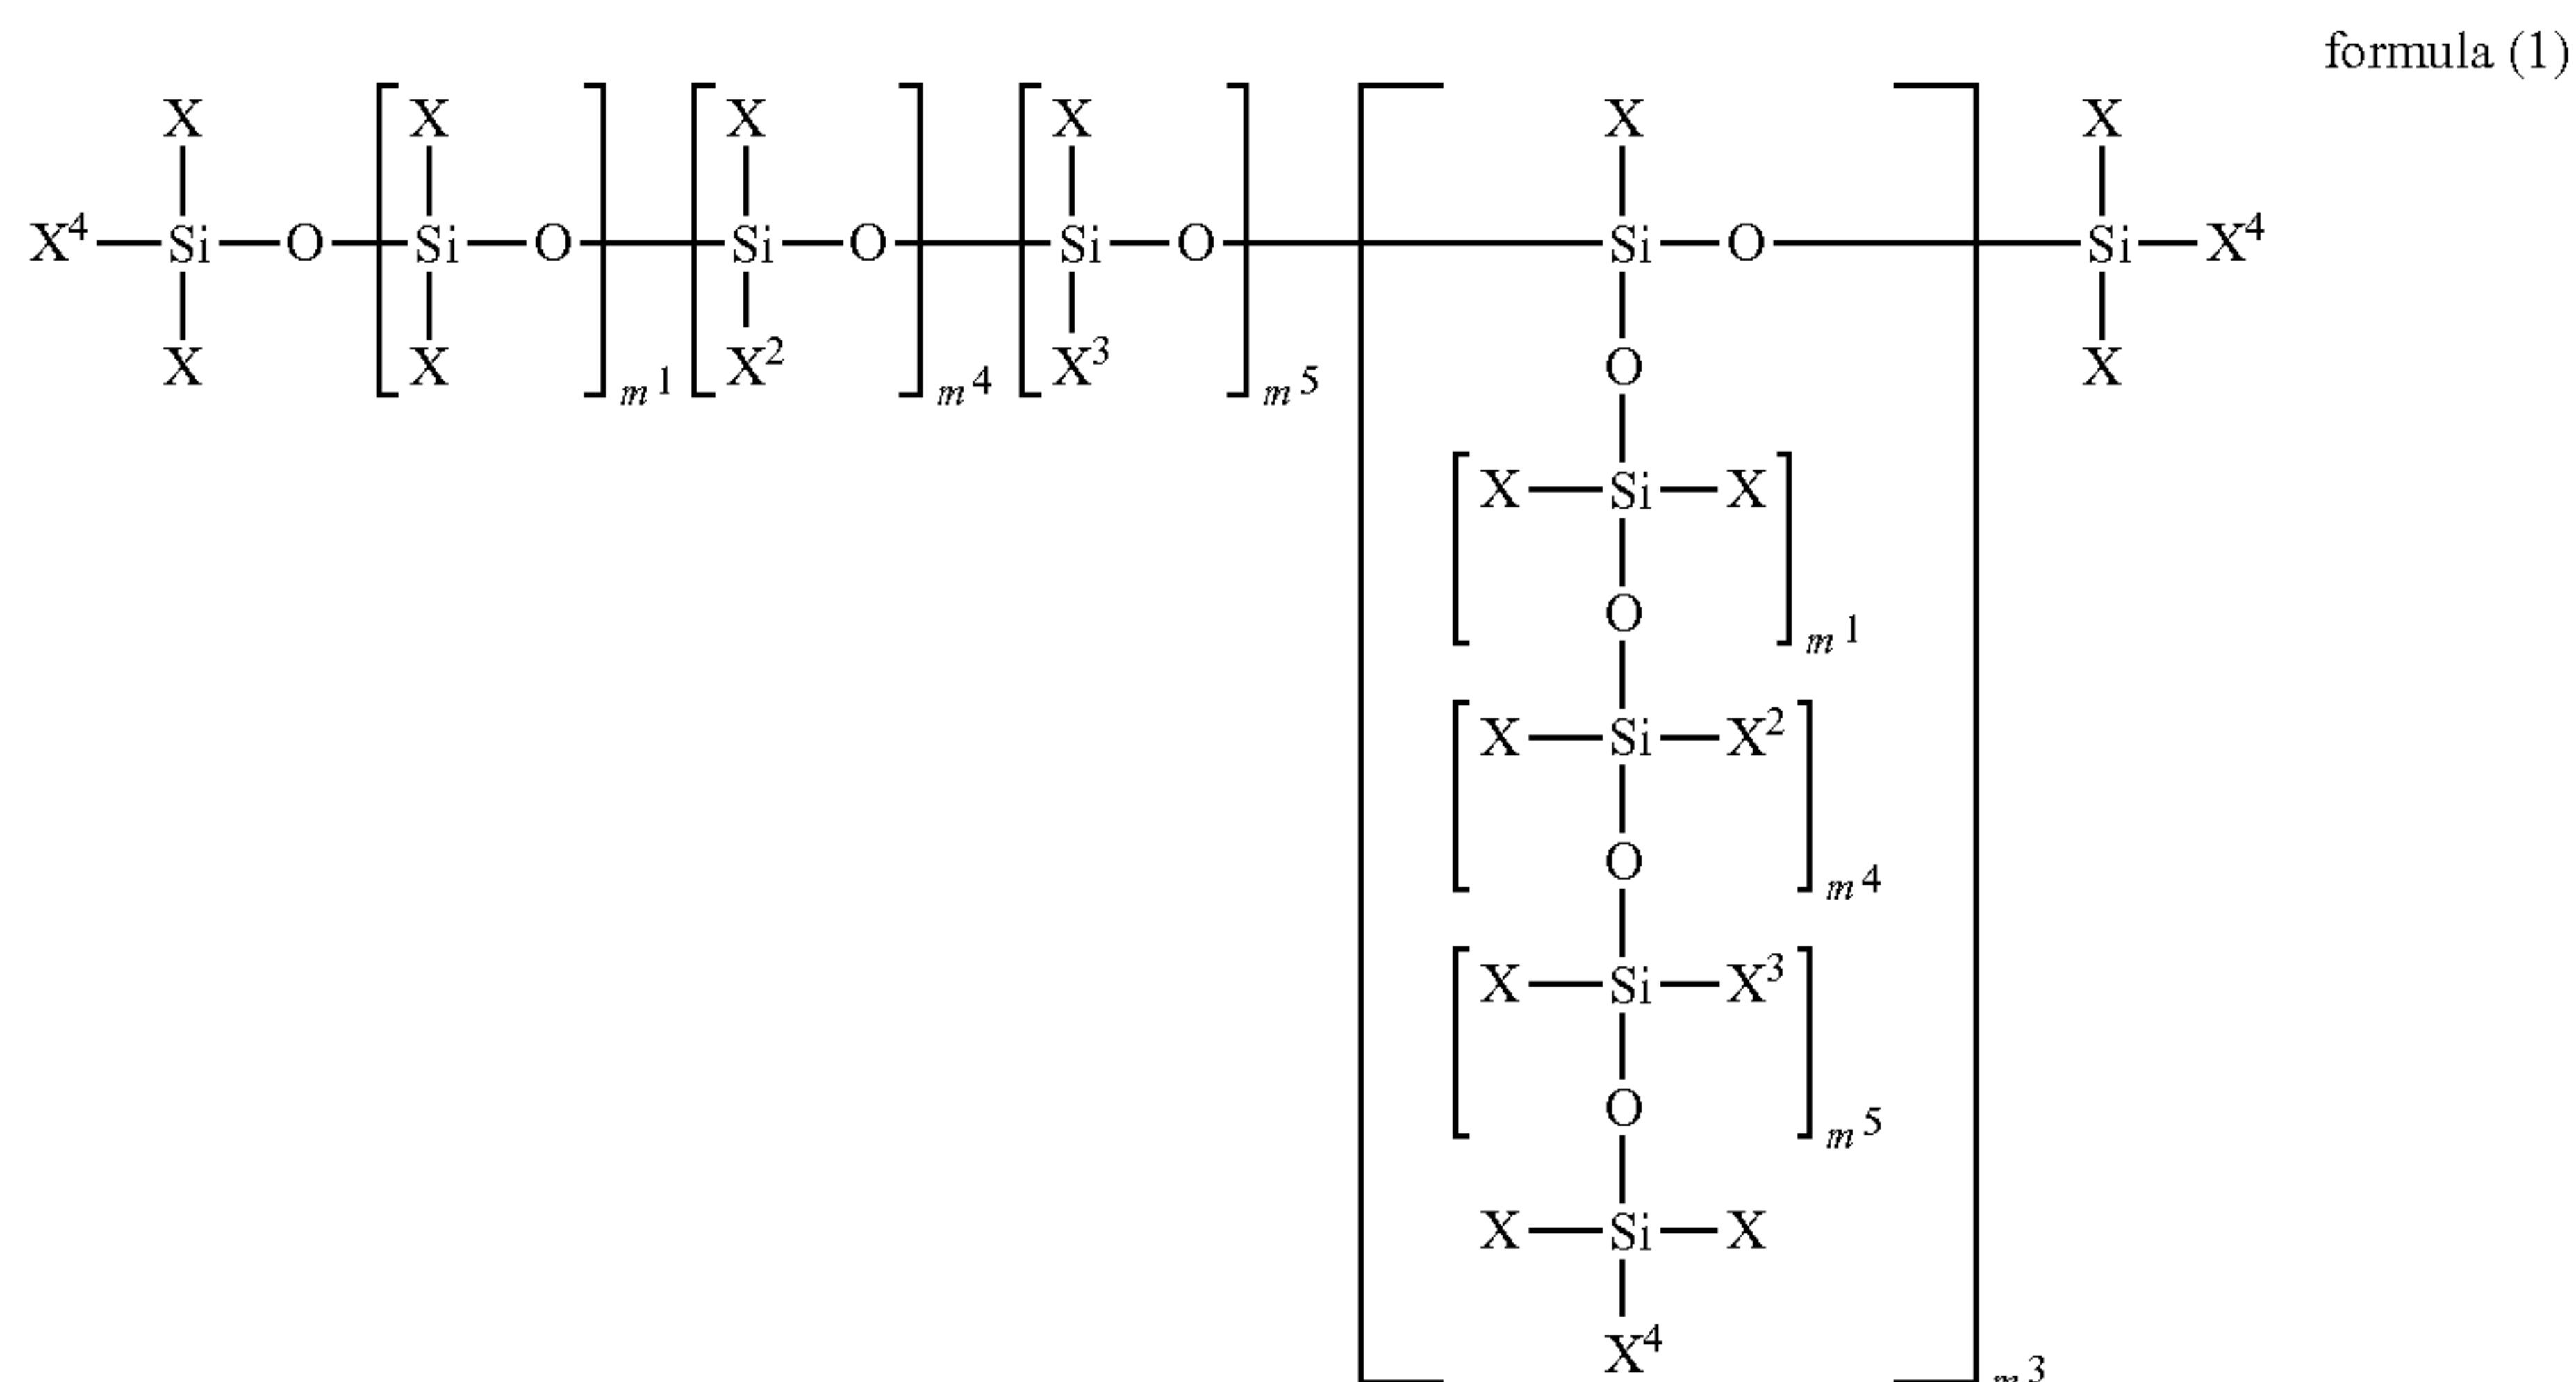 formula (1)
X X X X X X
X⁴—Si—O—[Si—O]m1[Si—O]m4[Si—O]m5[Si—O]—Si—X⁴
X X X² X³ O X
[X—Si—X]m1
O
[X—Si—X²]m4
O
[X—Si—X³]m5
O
X—Si—X
X⁴
m3